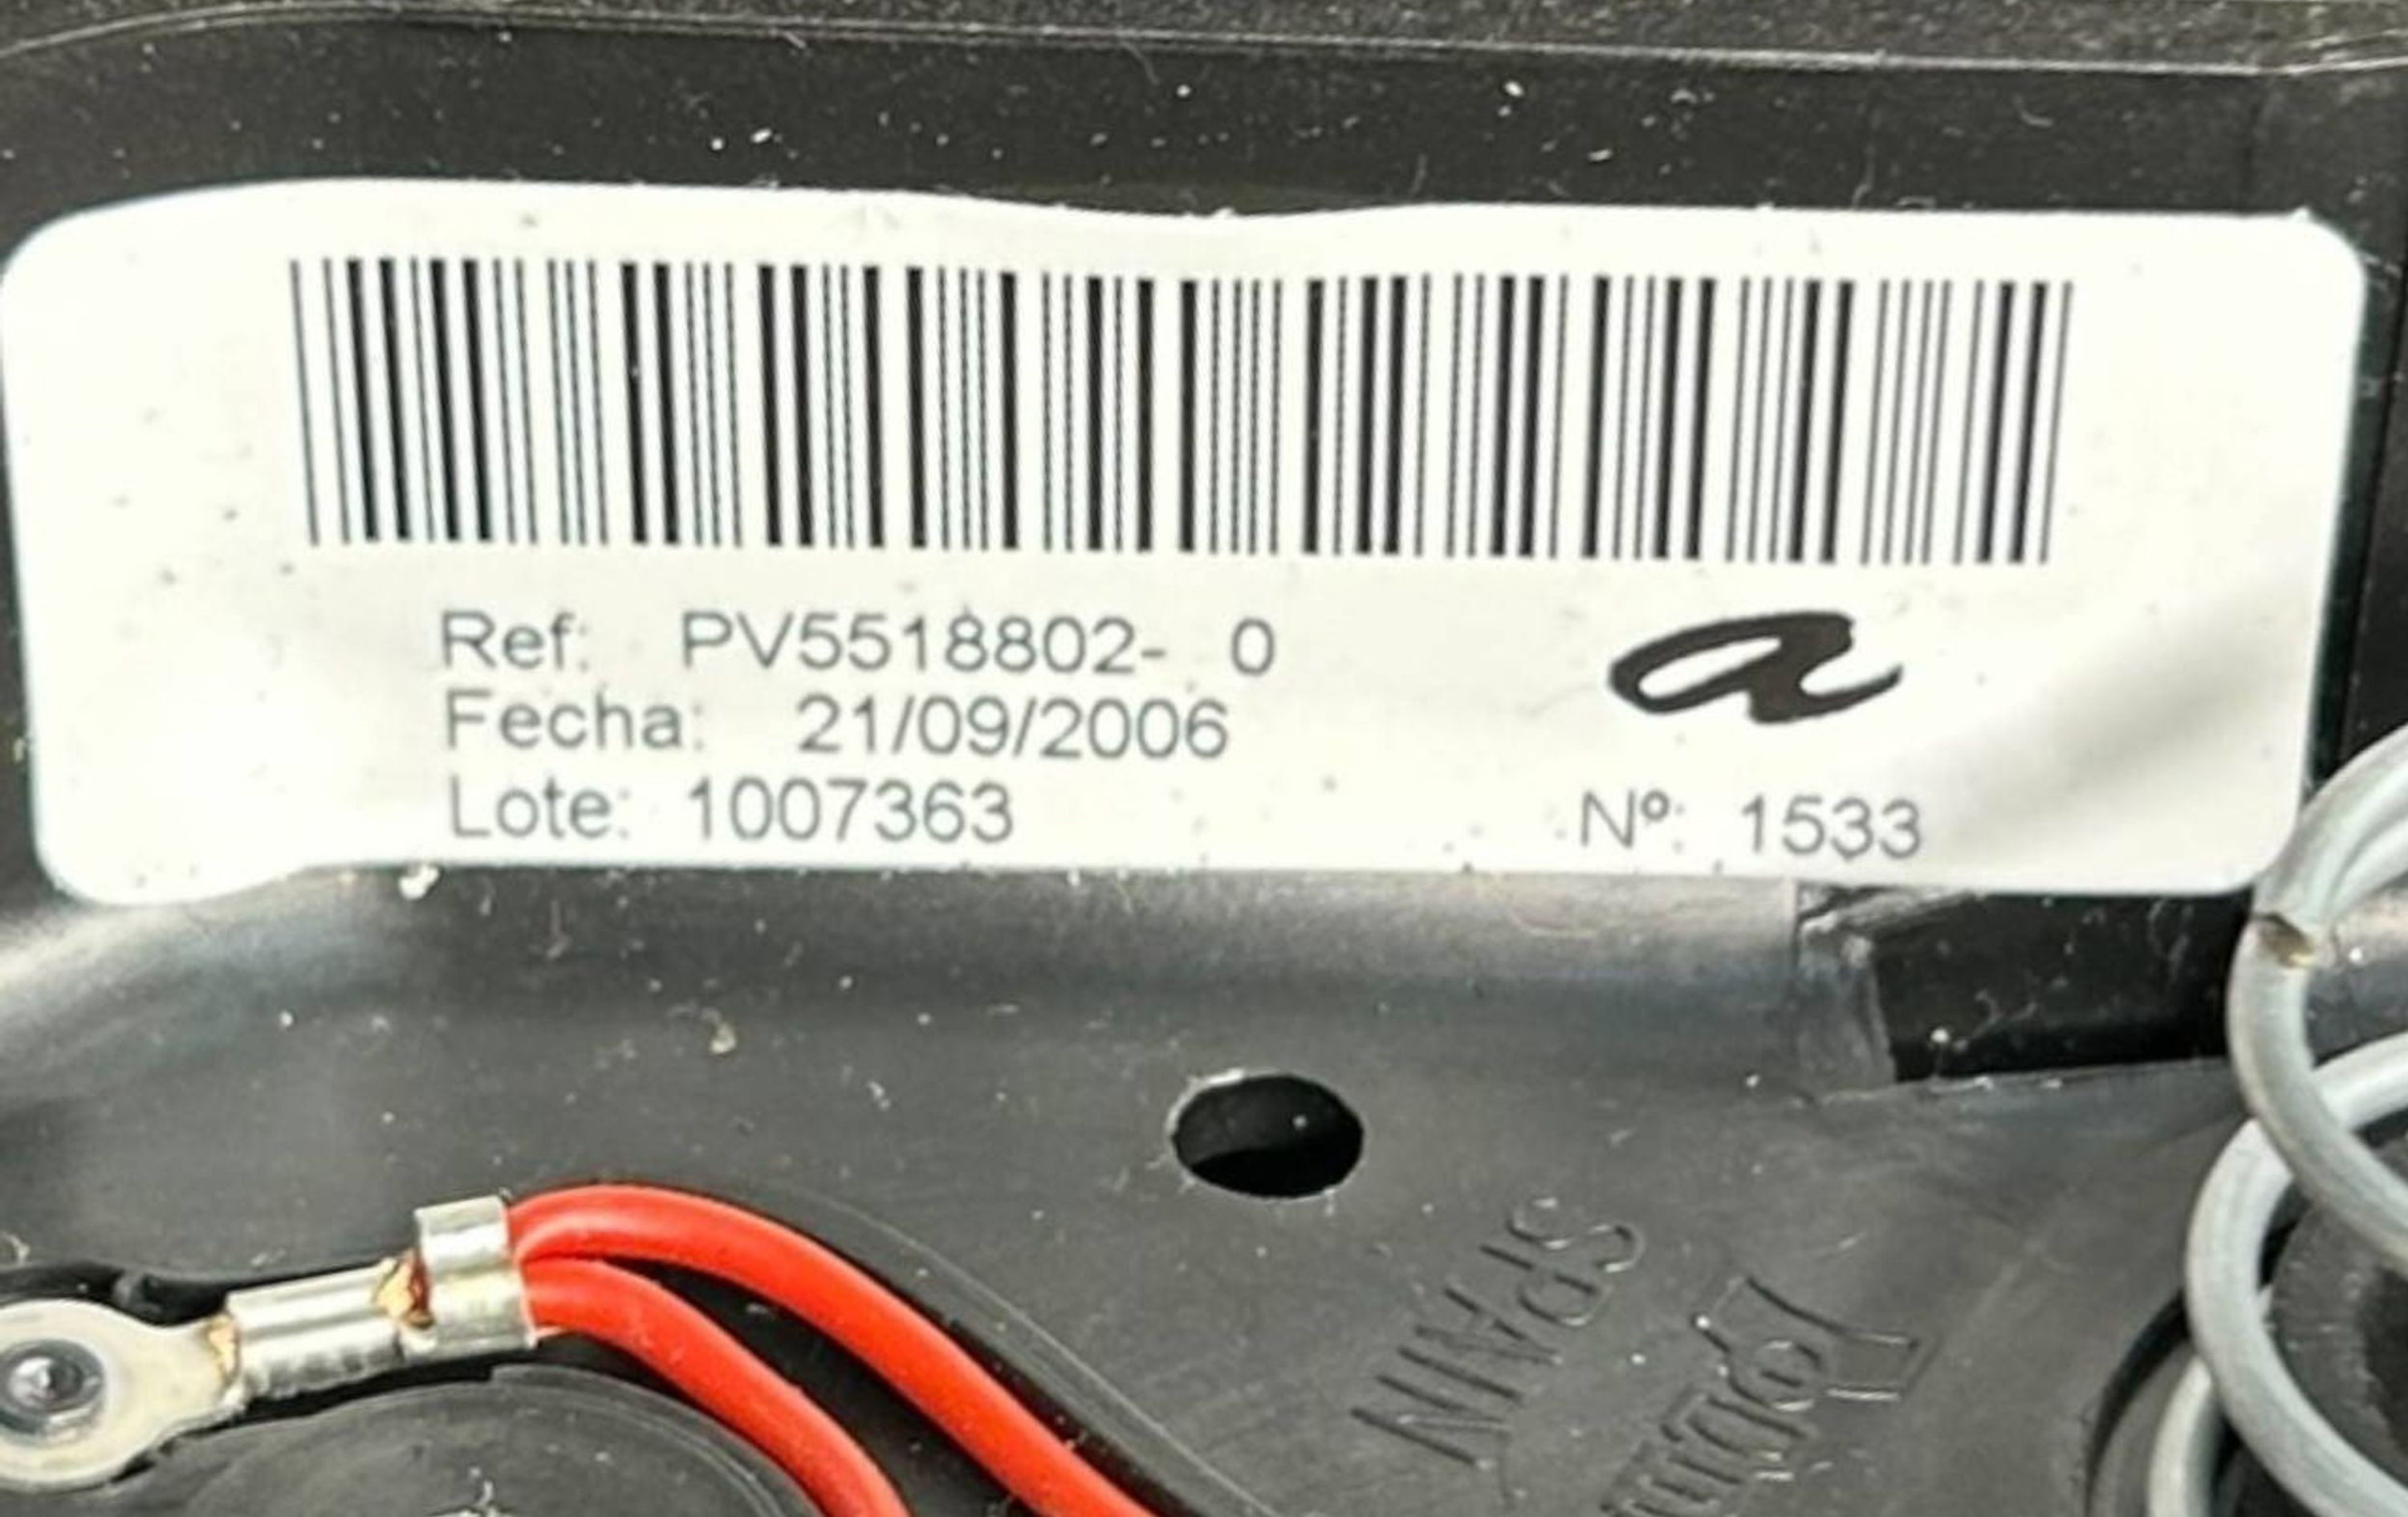 Ref: PV5518802- 0
Fecha: 21/09/2006
a
Lote: 1007363
Nº: 1533
SPAIN